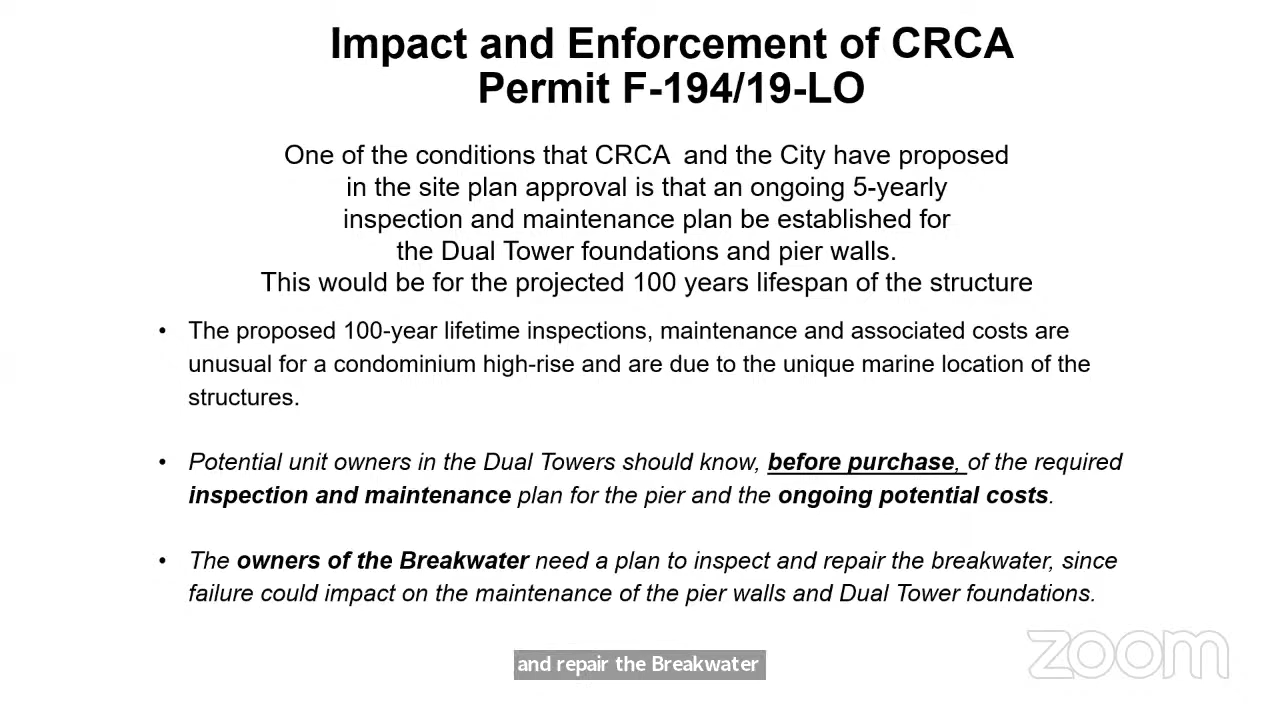 Impact and Enforcement of CRCA
Permit F-194/19-LO
One of the conditions that CRCA and the City have proposed
in the site plan approval is that an ongoing 5-yearly
inspection and maintenance plan be established for
the Dual Tower foundations and pier walls.
This would be for the projected 100 years lifespan of the structure
• The proposed 100-year lifetime inspections, maintenance and associated costs are
unusual for a condominium high-rise and are due to the unique marine location of the
structures.
• Potential unit owners in the Dual Towers should know, before purchase, of the required
inspection and maintenance plan for the pier and the ongoing potential costs.
• The owners of the Breakwater need a plan to inspect and repair the breakwater, since
failure could impact on the maintenance of the pier walls and Dual Tower foundations.
zoom
and repair the Breakwater